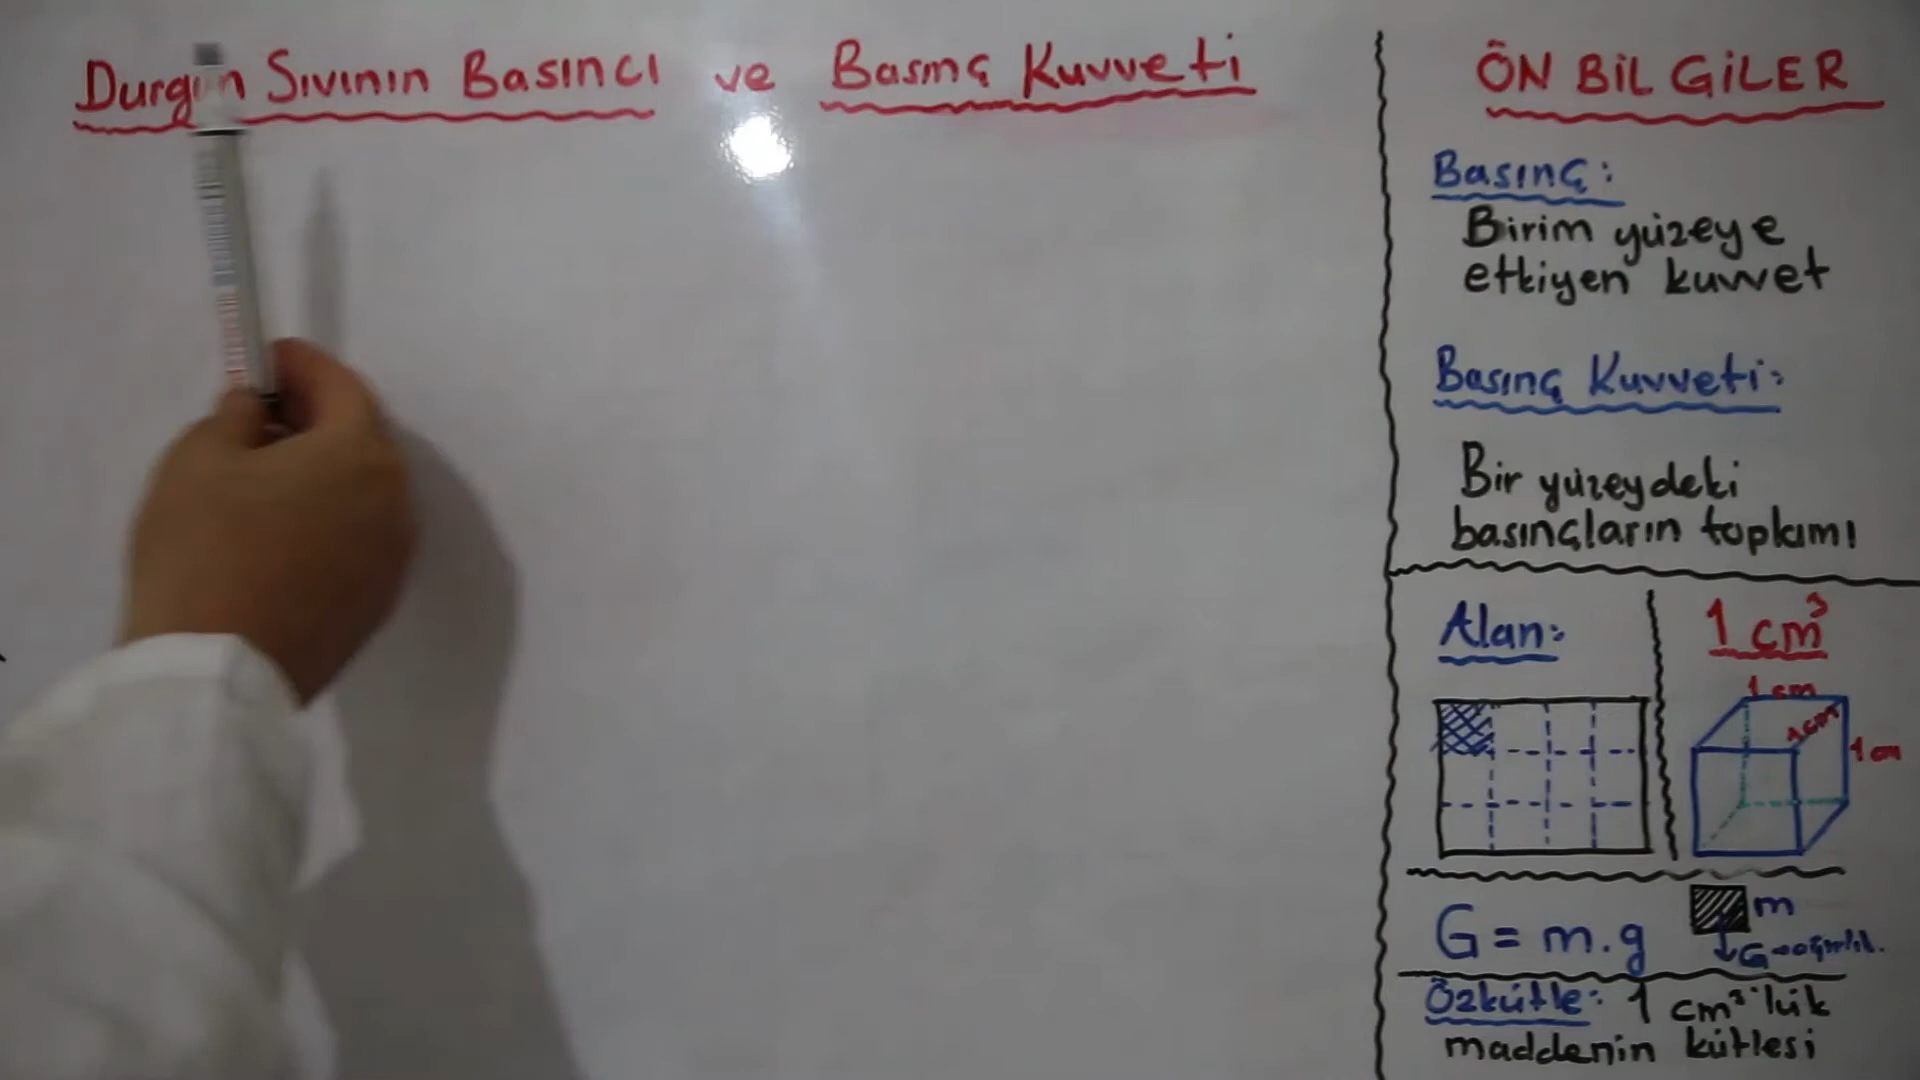 Durgun Sıvının Basıncı ve Basınç Kuvveti
ÖN BİLGİLER
Basınç:
Birim yüzeye
etkiyen kuvvet
Basınç Kuvveti:
Bir yüzeydeki
basınçların toplamı
Alan:
1 cm³
1 cm
1 cm
1 cm
G = m.g
m
G
Özkütle: 1 cm³'lük
maddenin kütlesi